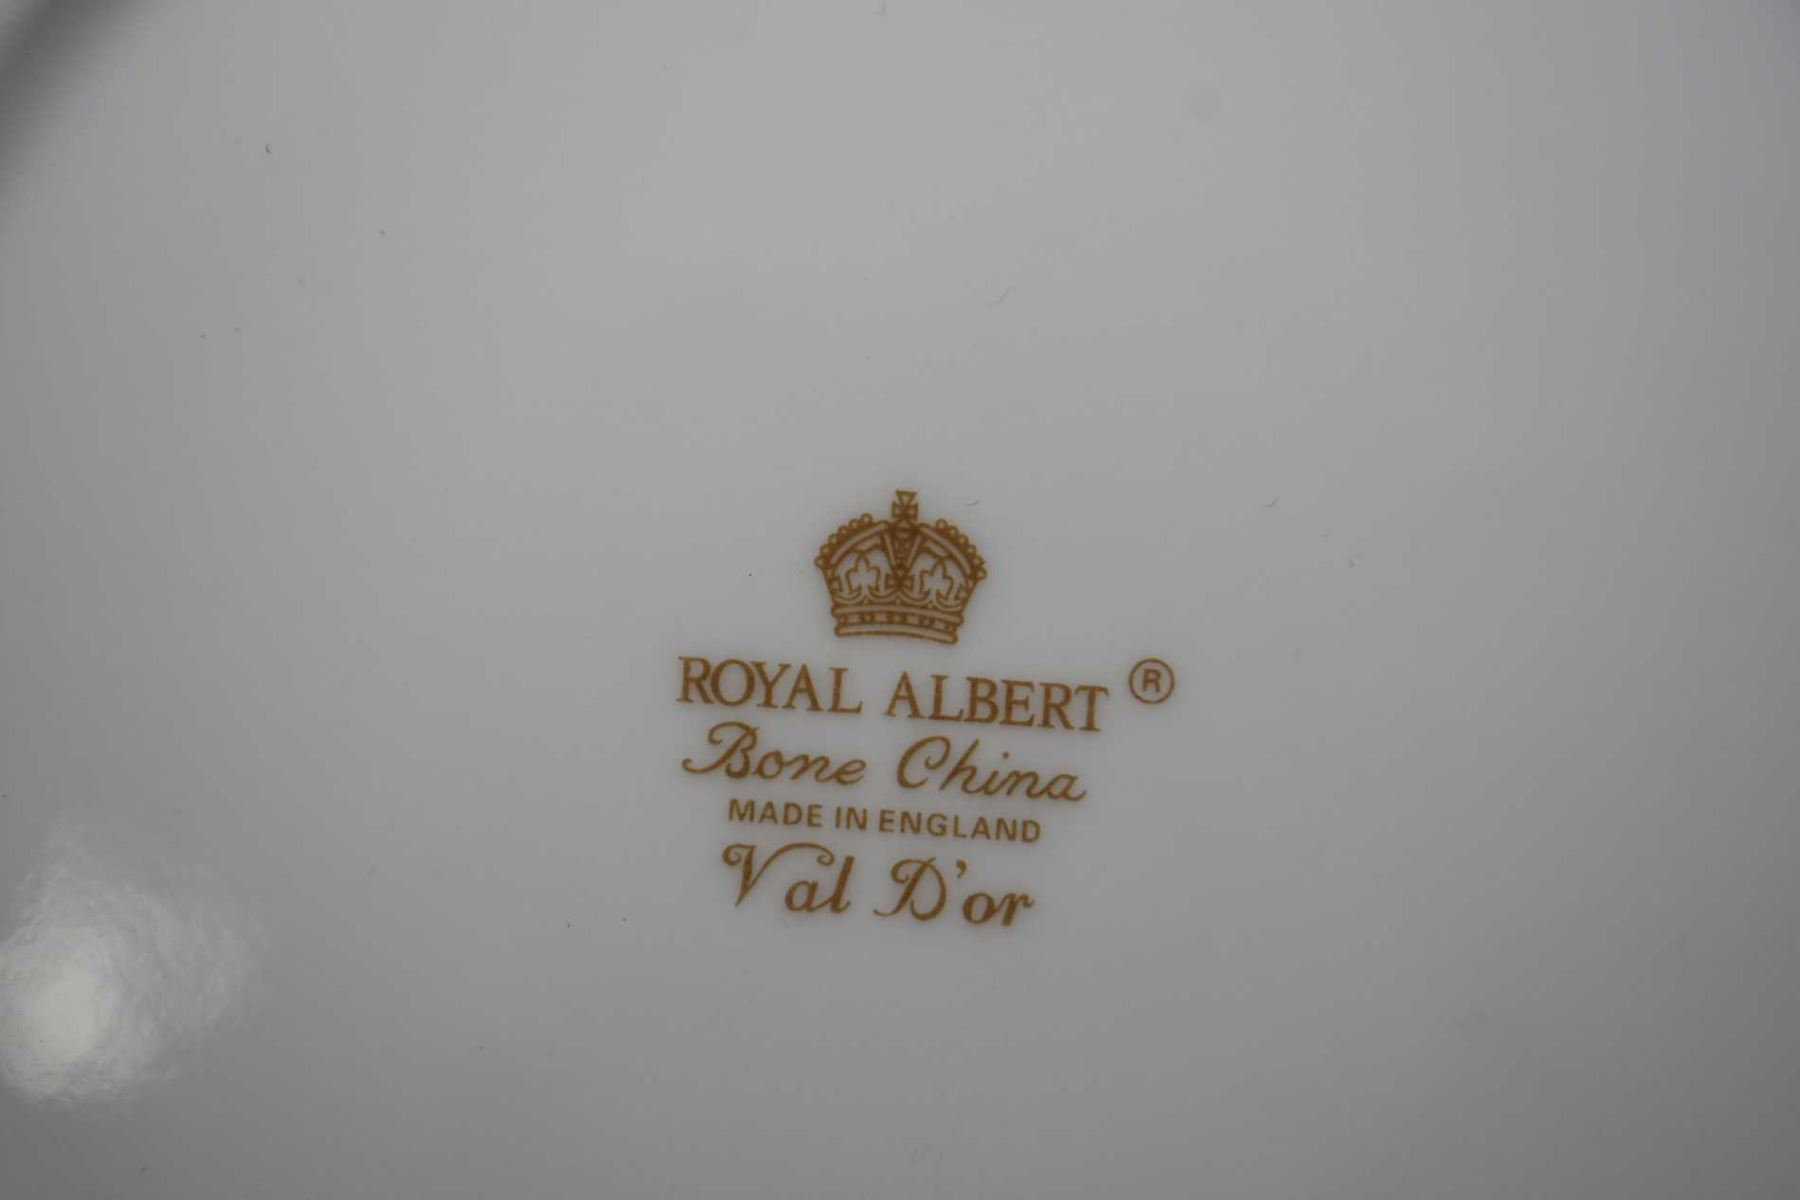 ROYAL ALBERT ®
Bone China
MADE IN ENGLAND
Val D'or